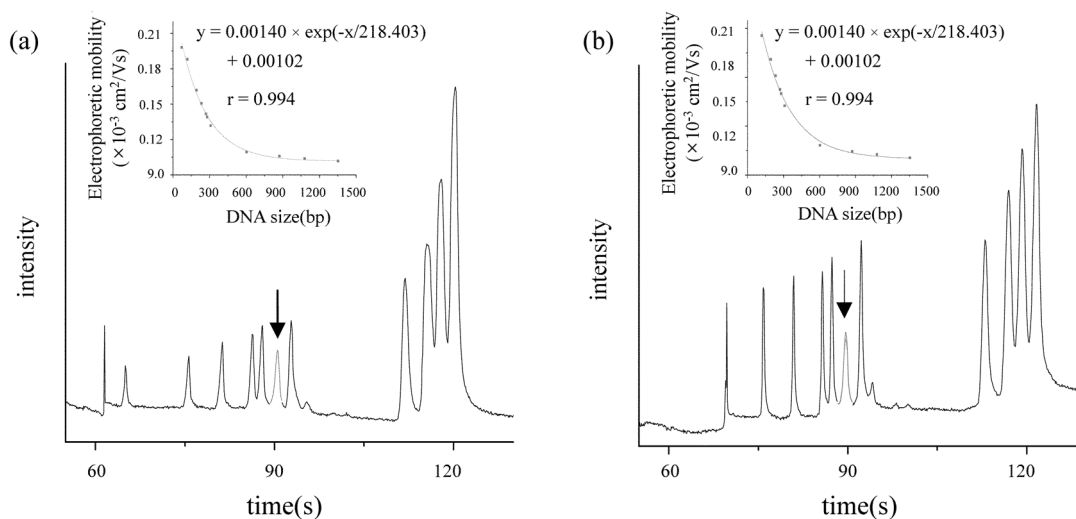 (a)
Electrophoretic mobility
(×10⁻³ cm²/Vs)
0.21
0.18
0.15
0.12
9.0
y = 0.00140 × exp(-x/218.403)
+ 0.00102
r = 0.994
0 300 600 900 1200 1500
DNA size(bp)
intensity
60 90 120
time(s)
(b)
Electrophoretic mobility
(×10⁻³ cm²/Vs)
0.21
0.18
0.15
0.12
9.0
y = 0.00140 × exp(-x/218.403)
+ 0.00102
r = 0.994
0 300 600 900 1200 1500
DNA size(bp)
intensity
60 90 120
time(s)